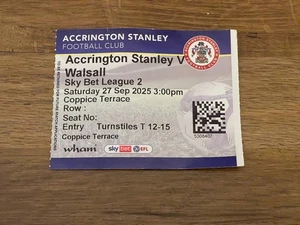 ACCRINGTON STANLEY
FOOTBALL CLUB
Accrington Stanley V
Walsall
Sky Bet League 2
Saturday 27 Sep 2025 3:00pm
Coppice Terrace
Row :
Seat No:
Entry Turnstiles T 12-15
Coppice Terrace
wham
sky bet EFL